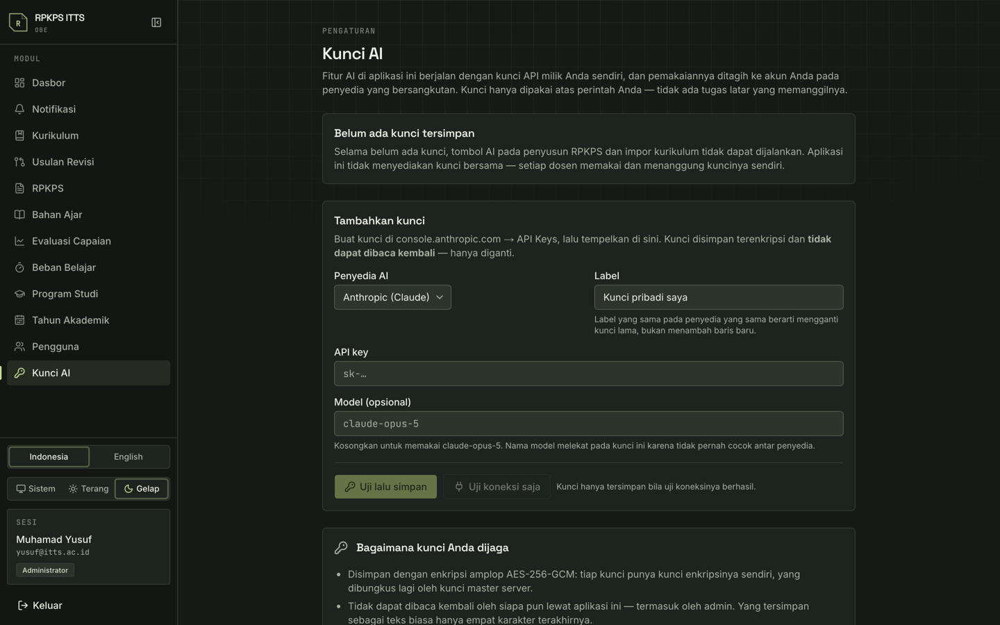 R
RPKPS ITTS
OBE
MODUL
Dasbor
Notifikasi
Kurikulum
Usulan Revisi
RPKPS
Bahan Ajar
Evaluasi Capaian
Beban Belajar
Program Studi
Tahun Akademik
Pengguna
Kunci AI
Indonesia
English
Sistem
Terang
Gelap
SESI
Muhamad Yusuf
yusuf@itts.ac.id
Administrator
Keluar
PENGATURAN
Kunci AI
Fitur AI di aplikasi ini berjalan dengan kunci API milik Anda sendiri, dan pemakaiannya ditagih ke akun Anda pada
penyedia yang bersangkutan. Kunci hanya dipakai atas perintah Anda — tidak ada tugas latar yang memanggilnya.
Belum ada kunci tersimpan
Selama belum ada kunci, tombol AI pada penyusun RPKPS dan impor kurikulum tidak dapat dijalankan. Aplikasi
ini tidak menyediakan kunci bersama — setiap dosen memakai dan menanggung kuncinya sendiri.
Tambahkan kunci
Buat kunci di console.anthropic.com → API Keys, lalu tempelkan di sini. Kunci disimpan terenkripsi dan tidak
dapat dibaca kembali — hanya diganti.
Penyedia AI
Anthropic (Claude)
Label
Kunci pribadi saya
Label yang sama pada penyedia yang sama berarti mengganti
kunci lama, bukan menambah baris baru.
API key
sk-…
Model (opsional)
claude-opus-5
Kosongkan untuk memakai claude-opus-5. Nama model melekat pada kunci ini karena tidak pernah cocok antar penyedia.
Uji lalu simpan
Uji koneksi saja
Kunci hanya tersimpan bila uji koneksinya berhasil.
Bagaimana kunci Anda dijaga
• Disimpan dengan enkripsi amplop AES-256-GCM: tiap kunci punya kunci enkripsinya sendiri, yang
dibungkus lagi oleh kunci master server.
• Tidak dapat dibaca kembali oleh siapa pun lewat aplikasi ini — termasuk oleh admin. Yang tersimpan
sebagai teks biasa hanya empat karakter terakhirnya.